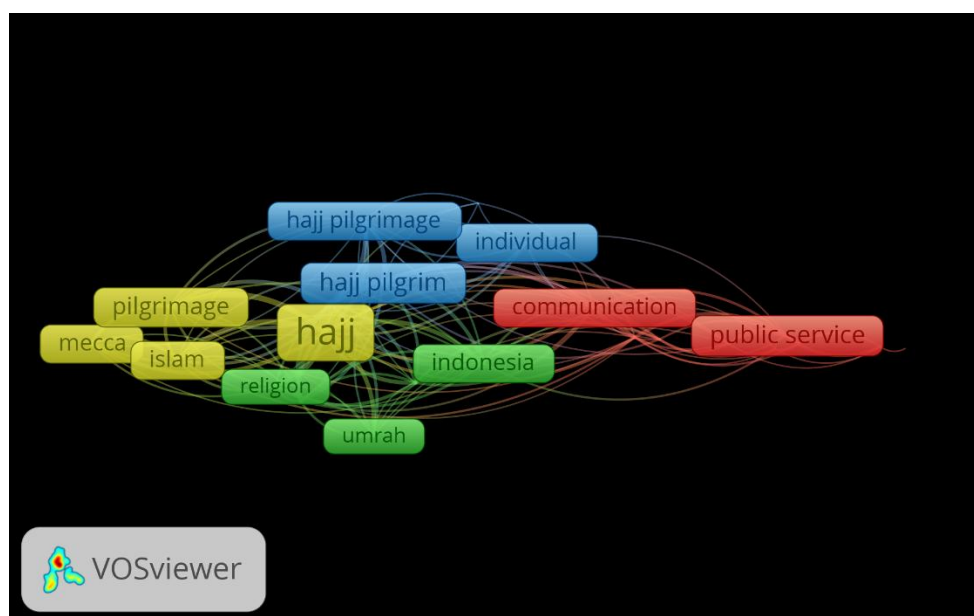 hajj pilgrimage
individual
hajj pilgrim
pilgrimage
communication
mecca
hajj
public service
islam
indonesia
religion
umrah
VOSviewer